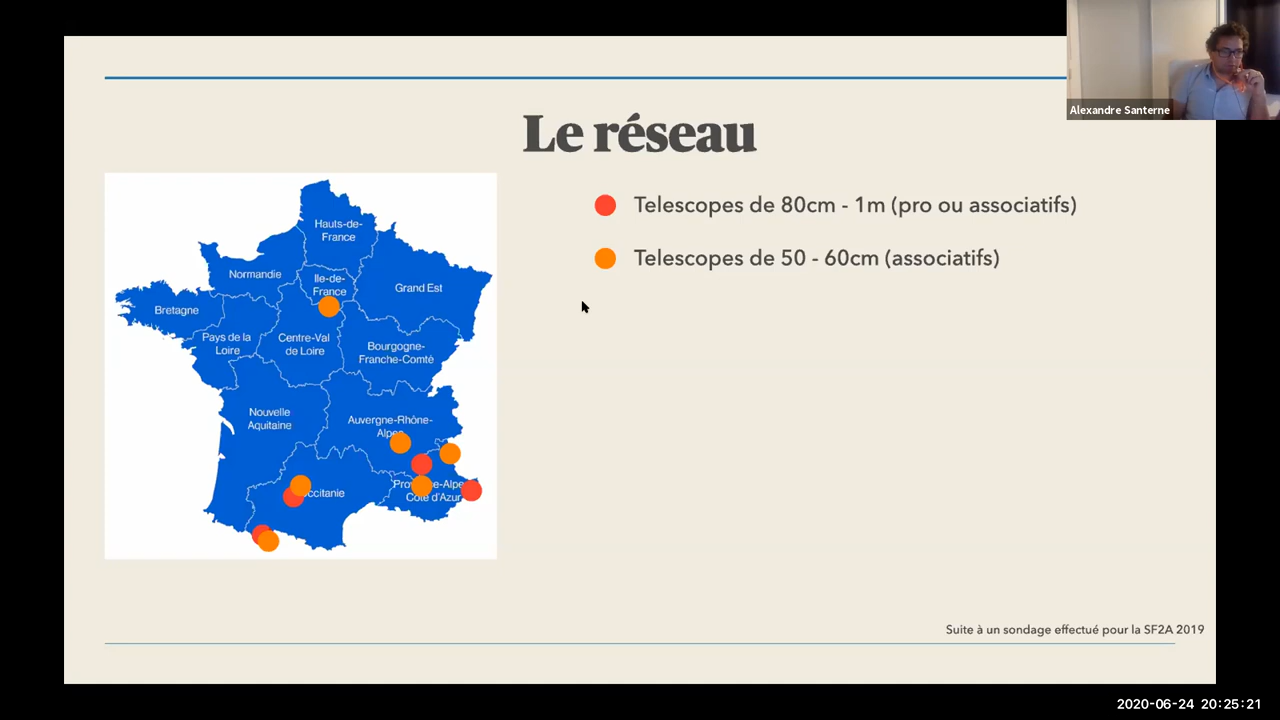 Alexandre Santerne
Le réseau
Telescopes de 80cm - 1m (pro ou associatifs)
Telescopes de 50 - 60cm (associatifs)
Hauts-de-
France
Normandie
Ile-de-
France
Grand Est
Bretagne
Pays de la
Loire
Centre-Val
de Loire
Bourgogne-
Franche-Comté
Nouvelle
Aquitaine
Auvergne-Rhône-
Alpes
ccitanie
Pro e-Alpe
Côte d'Azur
Suite à un sondage effectué pour la SF2A 2019
2020-06-24 20:25:21